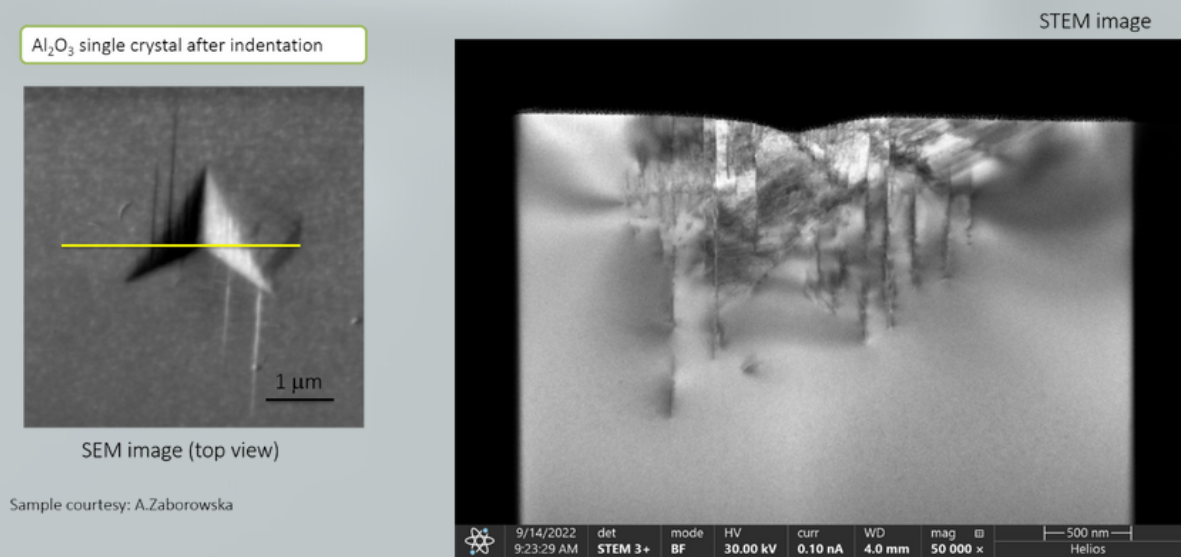 STEM image
Al₂O₃ single crystal after indentation
1 μm
SEM image (top view)
Sample courtesy: A.Zaborowska
9/14/2022 det mode HV curr WD mag 500 nm
9:23:29 AM STEM 3+ BF 30.00 kV 0.10 nA 4.0 mm 50 000 x Helios